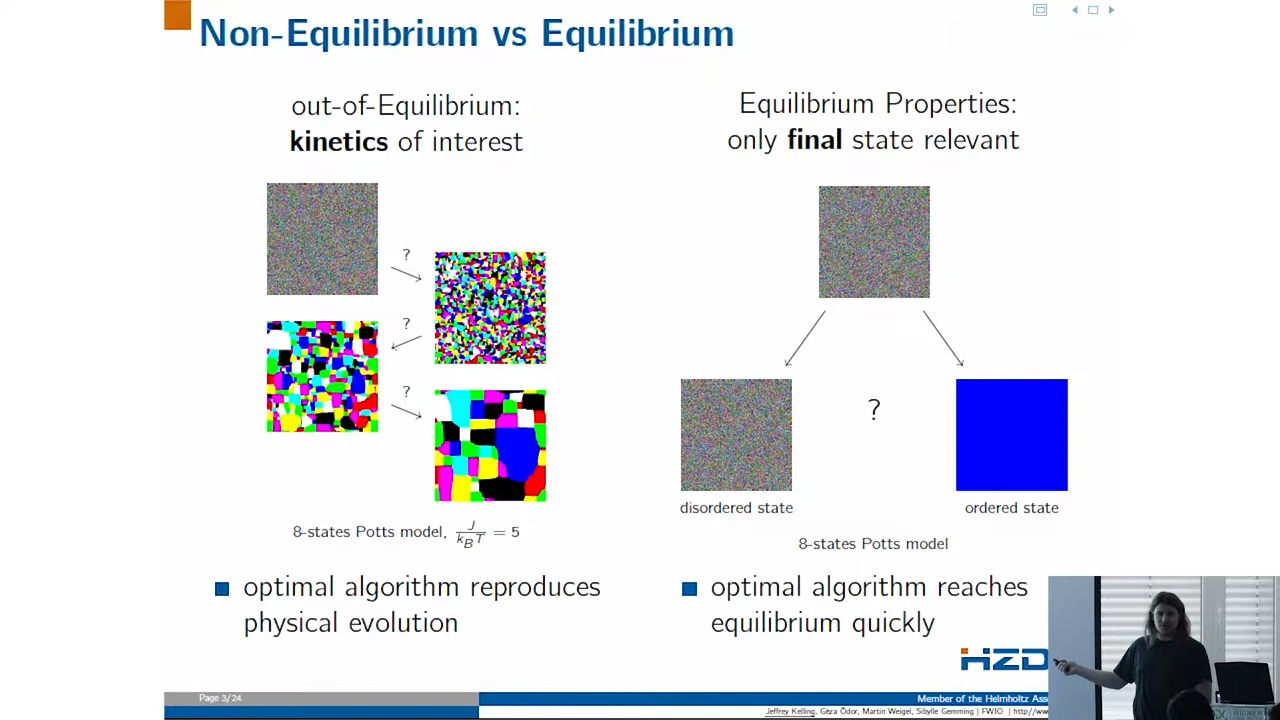 Non-Equilibrium vs Equilibrium
out-of-Equilibrium:
kinetics of interest
?
?
?
8-states Potts model, J/k_BT = 5
optimal algorithm reproduces
physical evolution
Equilibrium Properties:
only final state relevant
?
disordered state
ordered state
8-states Potts model
optimal algorithm reaches
equilibrium quickly
HZD
Page 3/24
Member of the Helmholtz Ass
Jeffrey Kelling, Géza Ódor, Martin Weigel, Sibylle Gemming | FWIO | http://ww
WIGNER